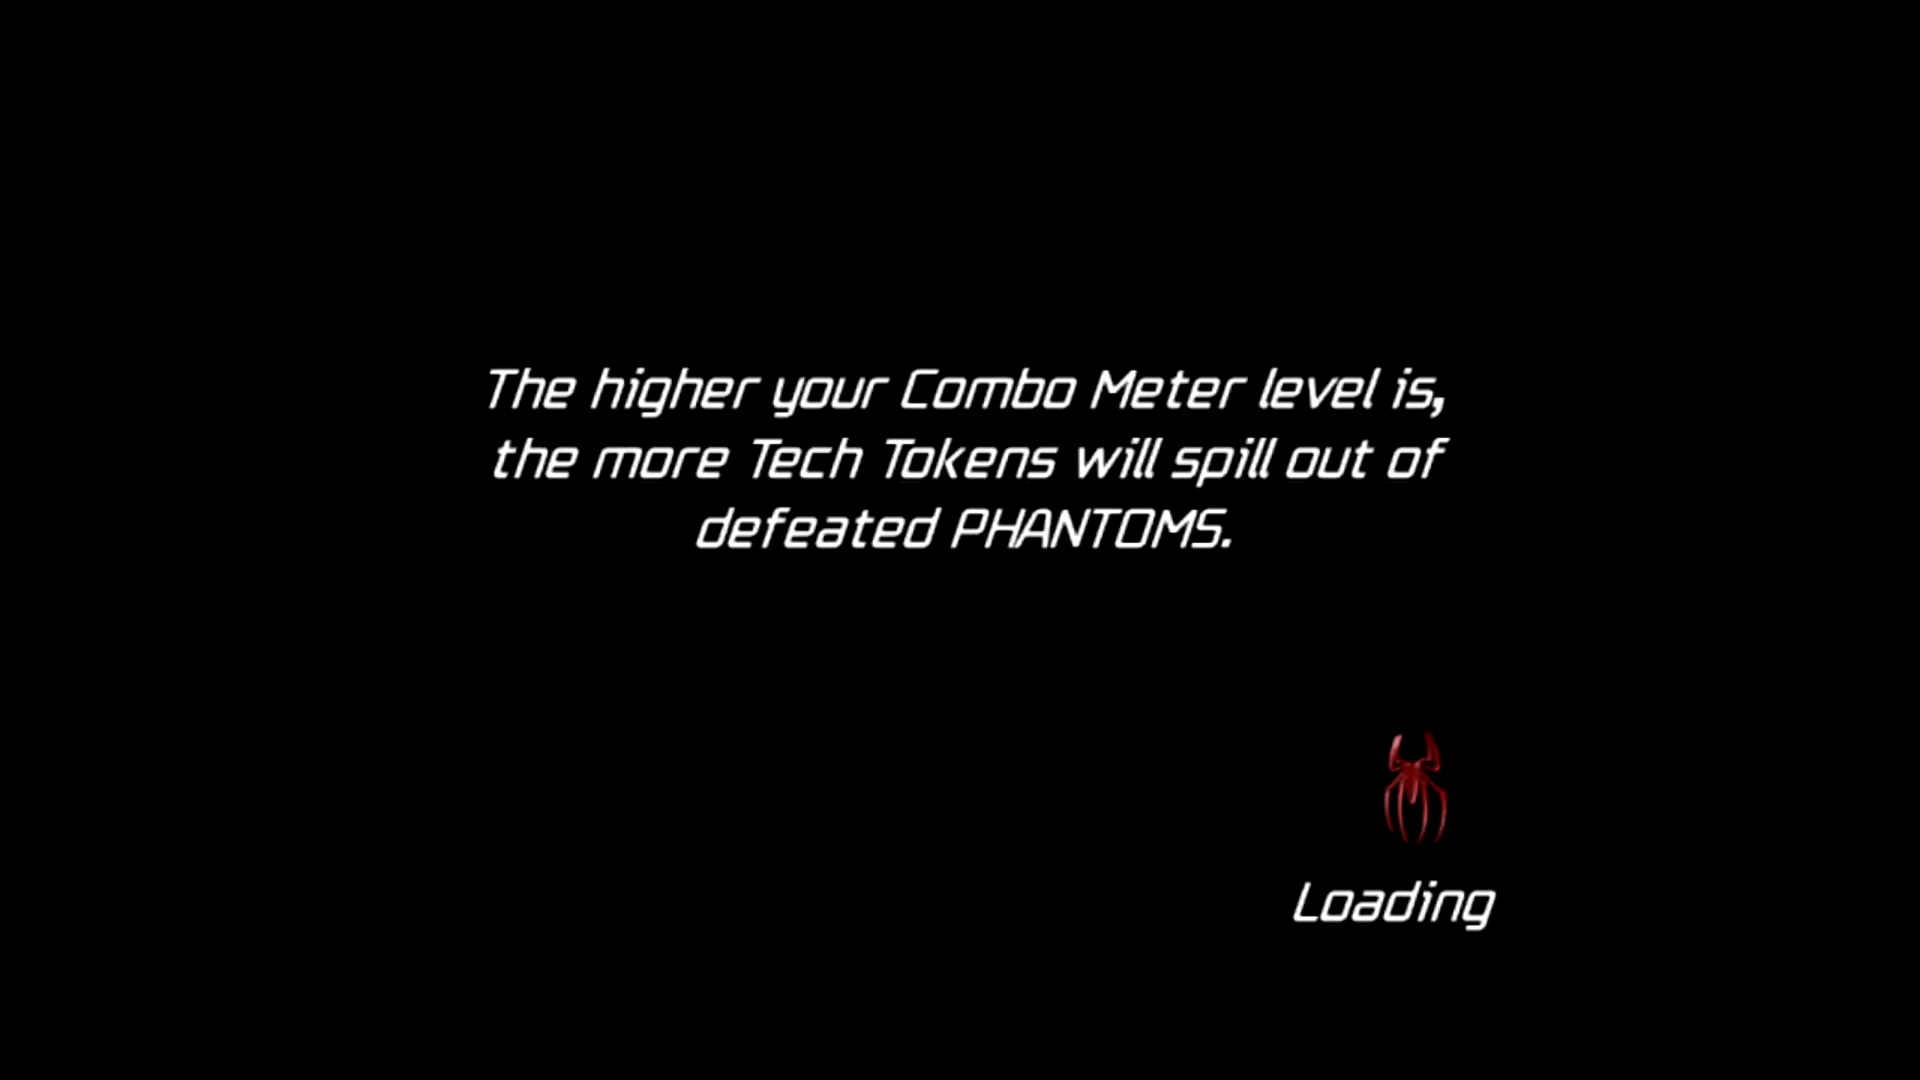 The higher your Combo Meter level is,
the more Tech Tokens will spill out of
defeated PHANTOMS.
Loading